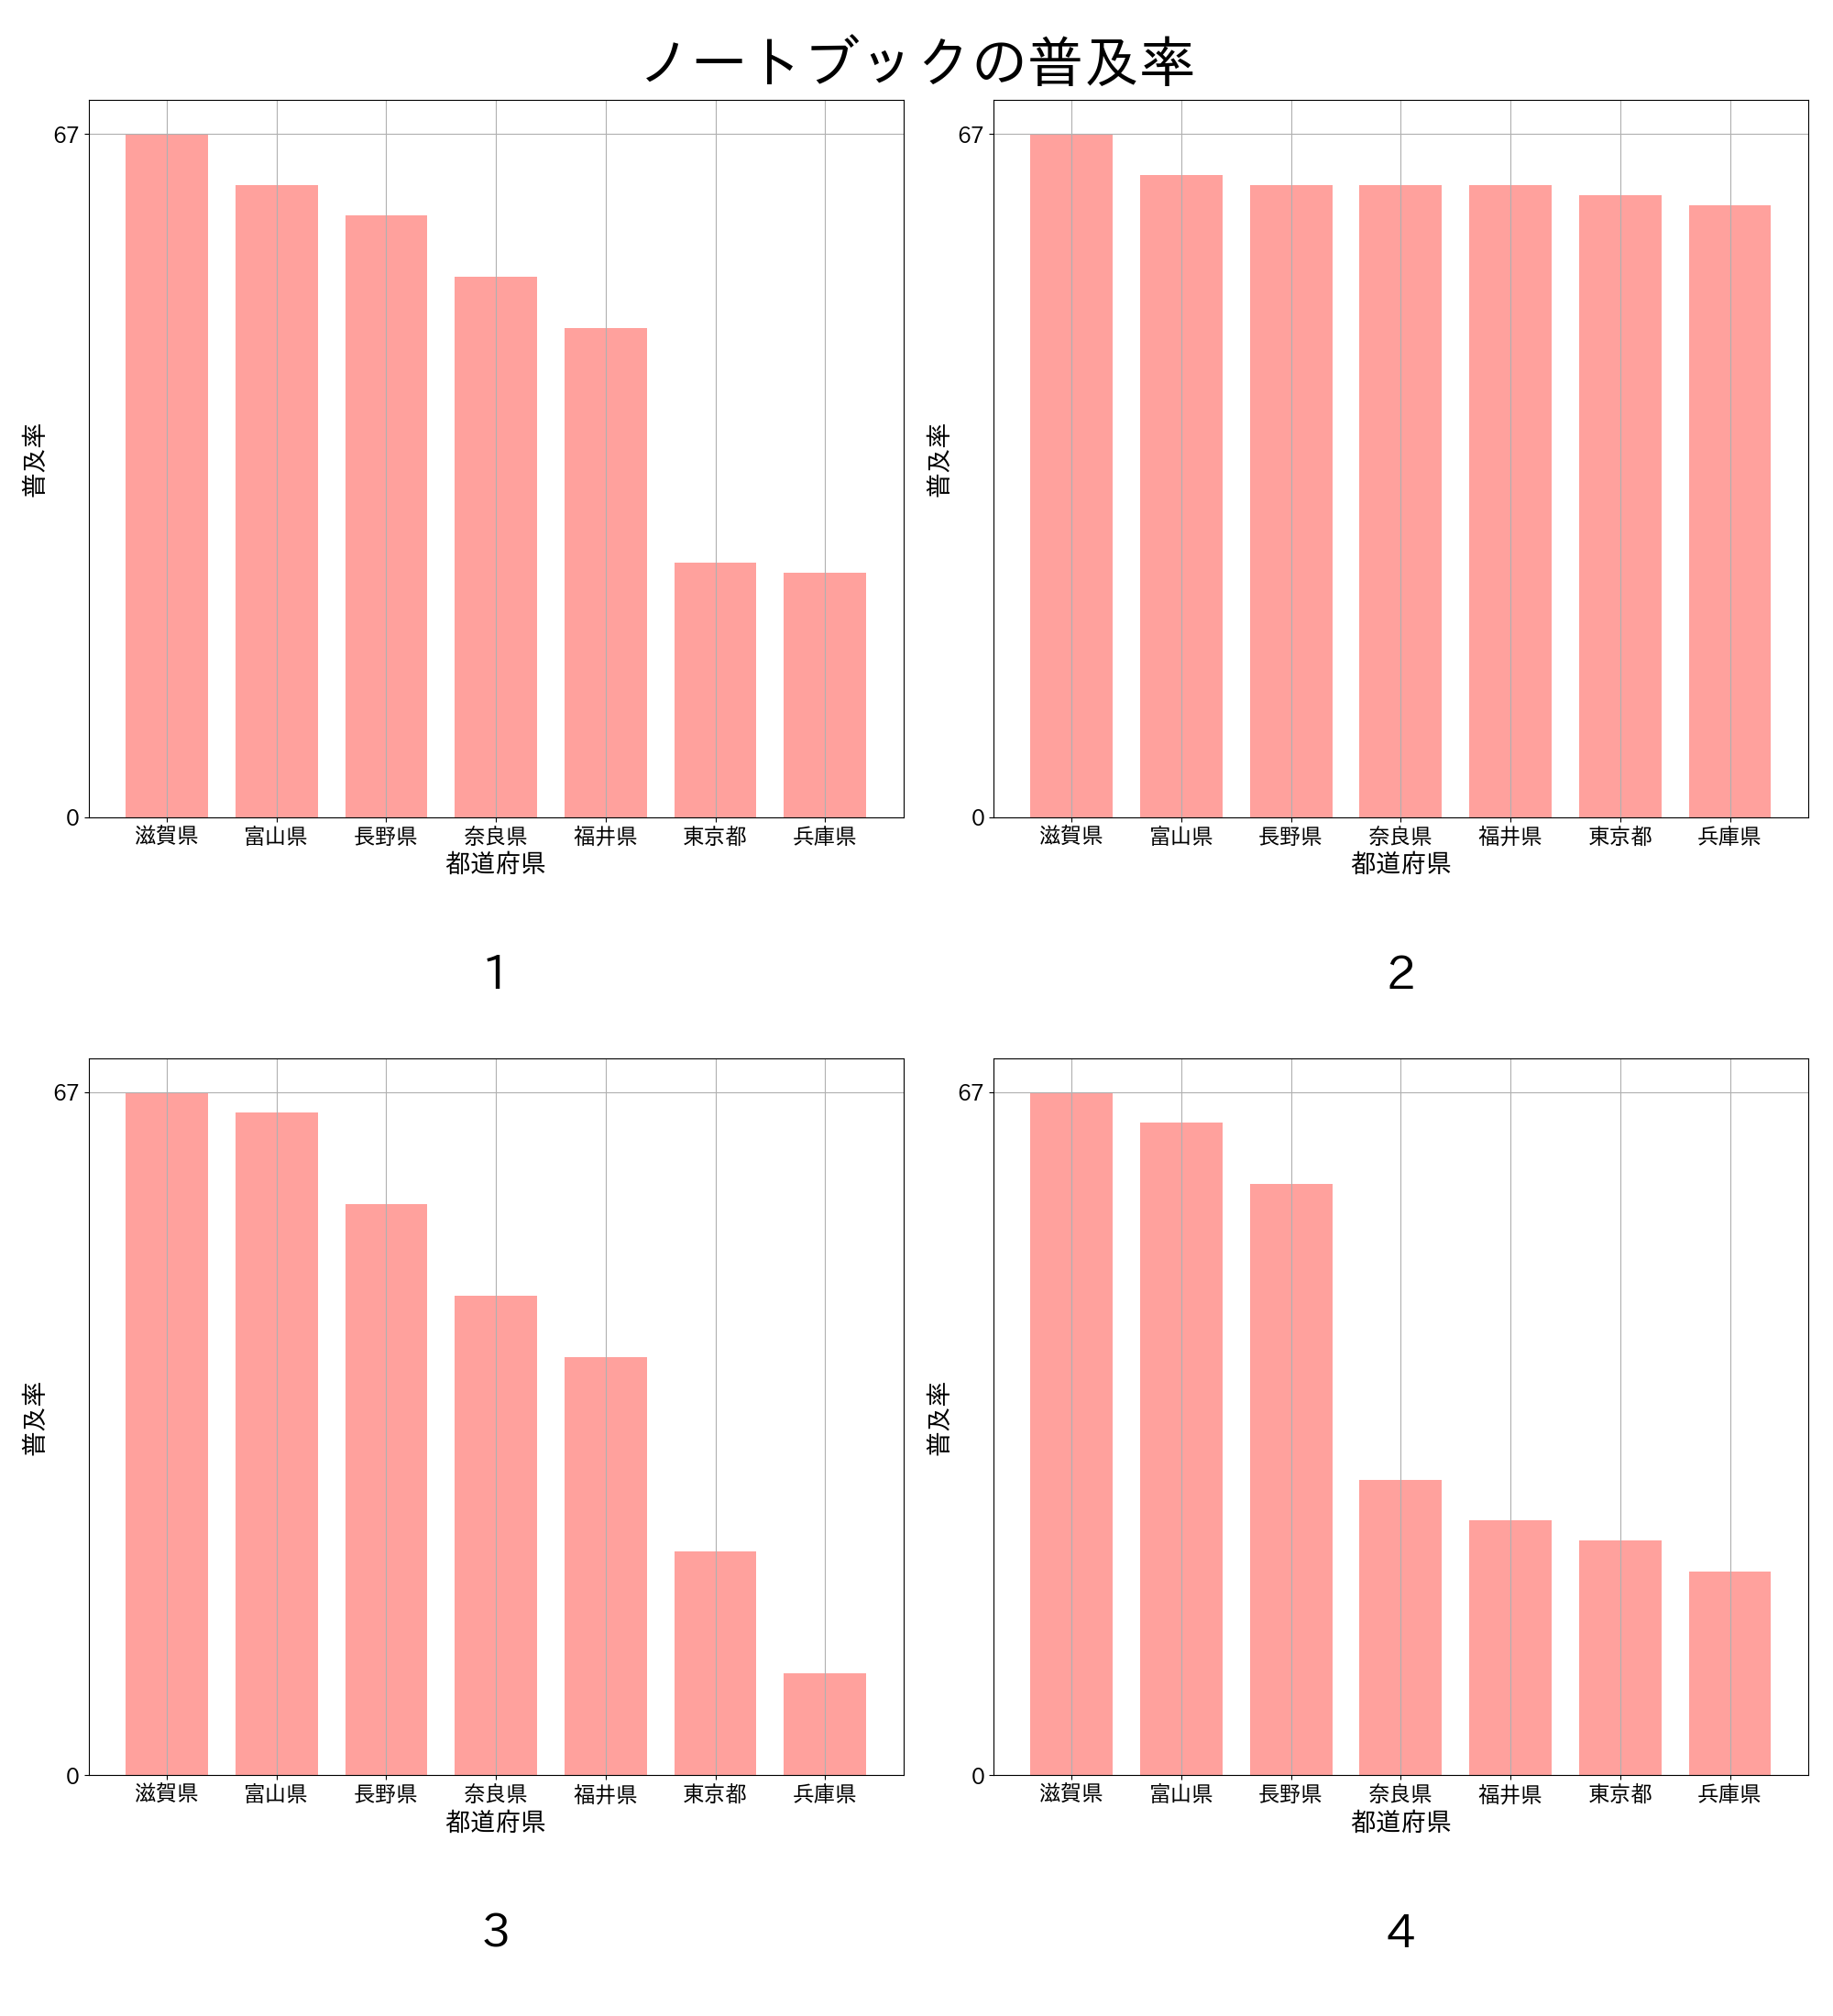 ノートブックの普及率
67
0
普及率
滋賀県 富山県 長野県 奈良県 福井県 東京都 兵庫県
都道府県
1
67
0
普及率
滋賀県 富山県 長野県 奈良県 福井県 東京都 兵庫県
都道府県
2
67
0
普及率
滋賀県 富山県 長野県 奈良県 福井県 東京都 兵庫県
都道府県
3
67
0
普及率
滋賀県 富山県 長野県 奈良県 福井県 東京都 兵庫県
都道府県
4